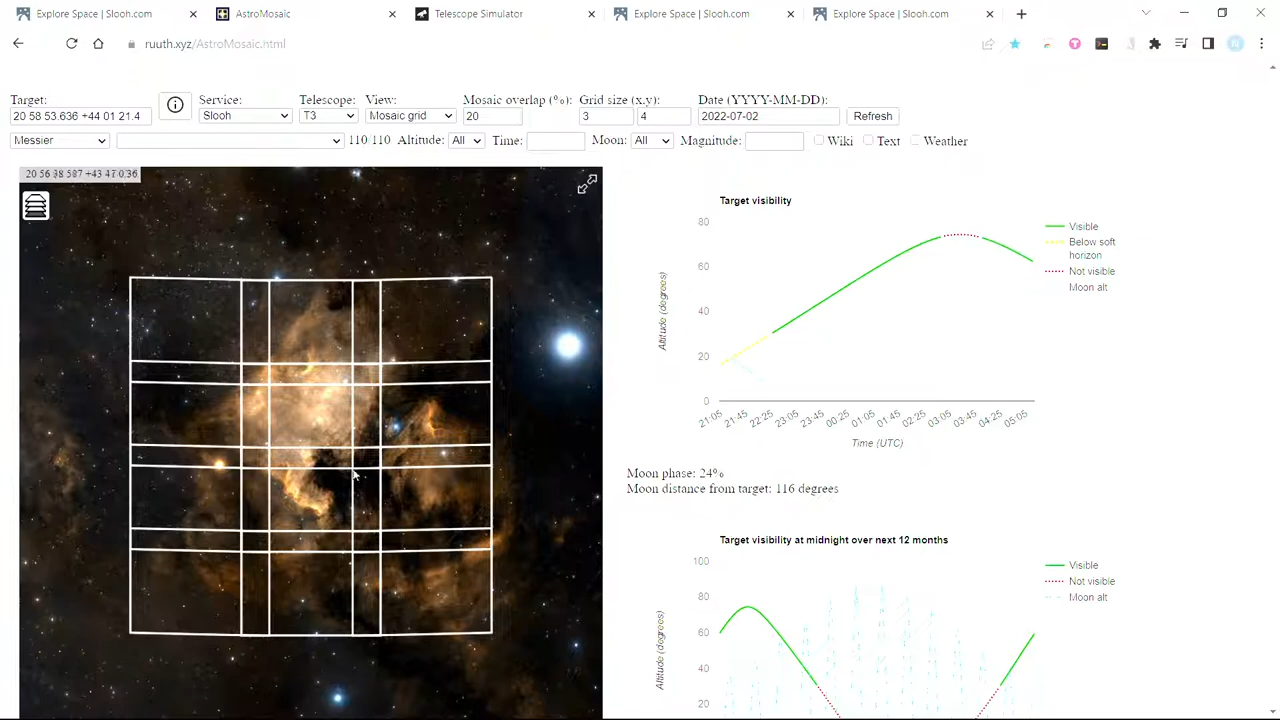 Explore Space | Slooh.com
AstroMosaic
Telescope Simulator
Explore Space | Slooh.com
Explore Space | Slooh.com
ruuth.xyz/AstroMosaic.html
Target:
Service:
Telescope:
View:
Mosaic overlap (%):
Grid size (x,y):
Date (YYYY-MM-DD):
20 58 53.636 +44 01 21.4
Slooh
T3
Mosaic grid
20
3
4
2022-07-02
Refresh
Messier
110/110
Altitude:
All
Time:
Moon:
All
Magnitude:
Wiki
Text
Weather
20 56 38.587 +43 47 0.36
Target visibility
Altitude (degrees)
80
60
40
20
0
21:05 21:45 22:25 23:05 23:45 00:25 01:05 01:45 02:25 03:05 03:45 04:25 05:05
Time (UTC)
Visible
Below soft
horizon
Not visible
Moon alt
Moon phase: 24%
Moon distance from target: 116 degrees
Target visibility at midnight over next 12 months
Altitude (degrees)
100
80
60
40
20
Visible
Not visible
Moon alt